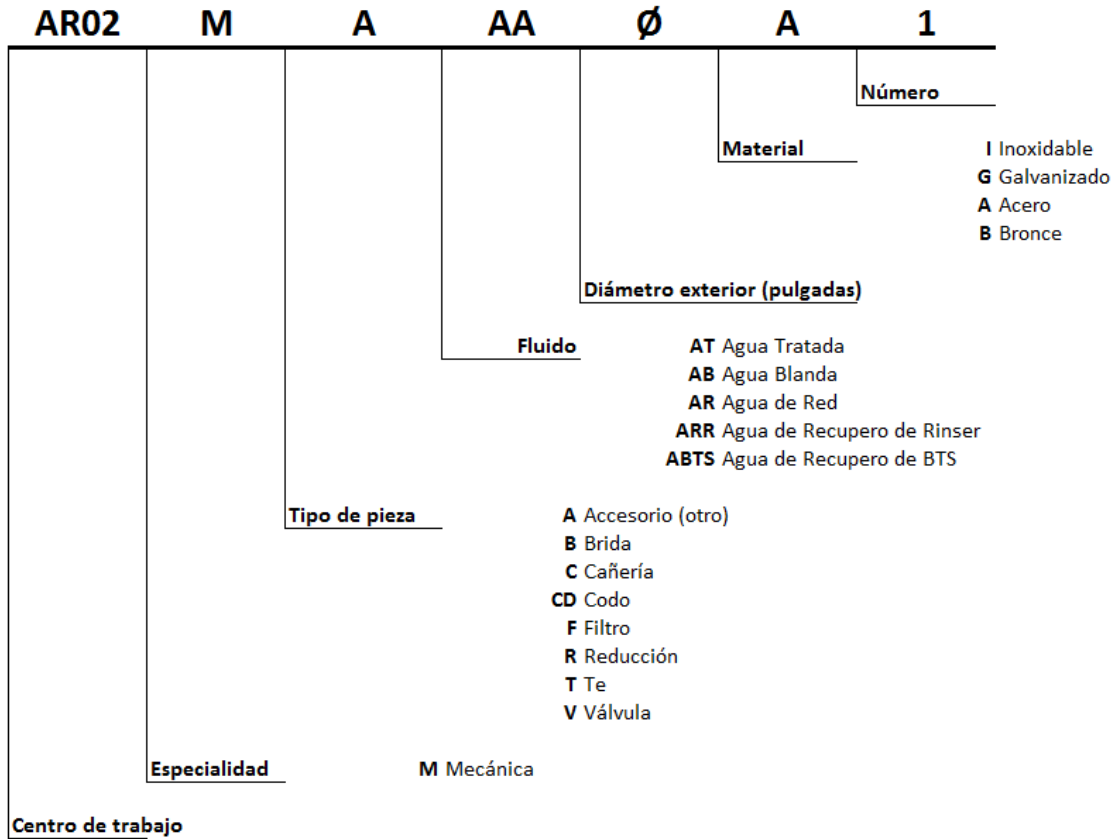 AR02 M A AA Ø A 1
Número
Material
I Inoxidable
G Galvanizado
A Acero
B Bronce
Diámetro exterior (pulgadas)
Fluido
AT Agua Tratada
AB Agua Blanda
AR Agua de Red
ARR Agua de Recupero de Rinser
ABTS Agua de Recupero de BTS
Tipo de pieza
A Accesorio (otro)
B Brida
C Cañería
CD Codo
F Filtro
R Reducción
T Te
V Válvula
Especialidad
M Mecánica
Centro de trabajo